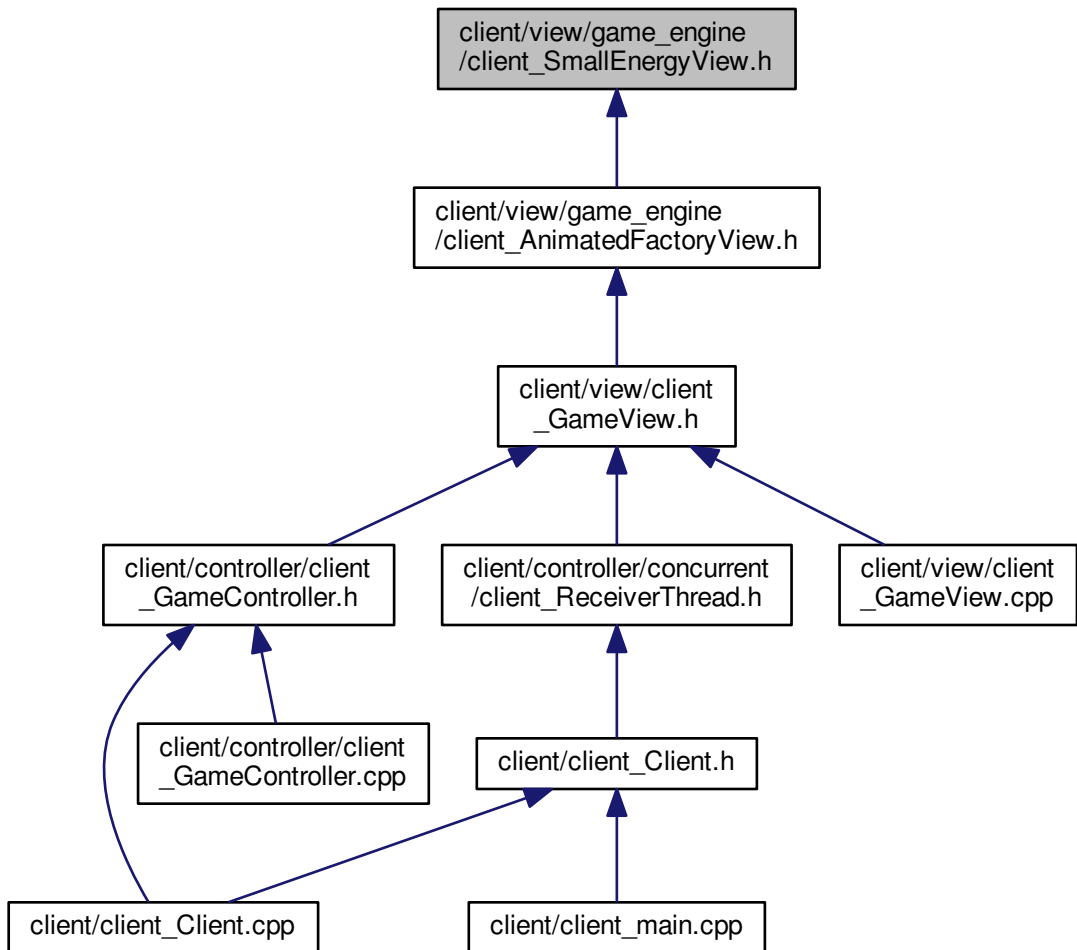 client/view/game_engine
/client_SmallEnergyView.h
client/view/game_engine
/client_AnimatedFactoryView.h
client/view/client
_GameView.h
client/controller/client
_GameController.h
client/controller/concurrent
/client_ReceiverThread.h
client/view/client
_GameView.cpp
client/controller/client
_GameController.cpp
client/client_Client.h
client/client_Client.cpp
client/client_main.cpp